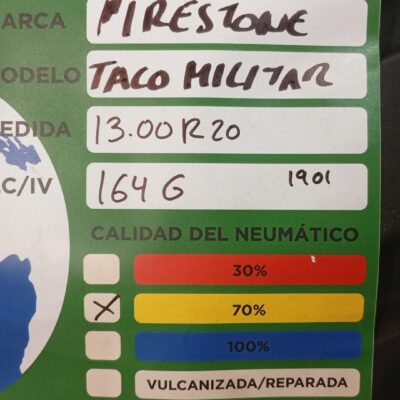 ARCA FIRESTONE
ODELO TACO MILITAR
EDIDA 13.00R20
.C/IV 164 G 1901
CALIDAD DEL NEUMÁTICO
30%
X 70%
100%
VULCANIZADA/REPARADA